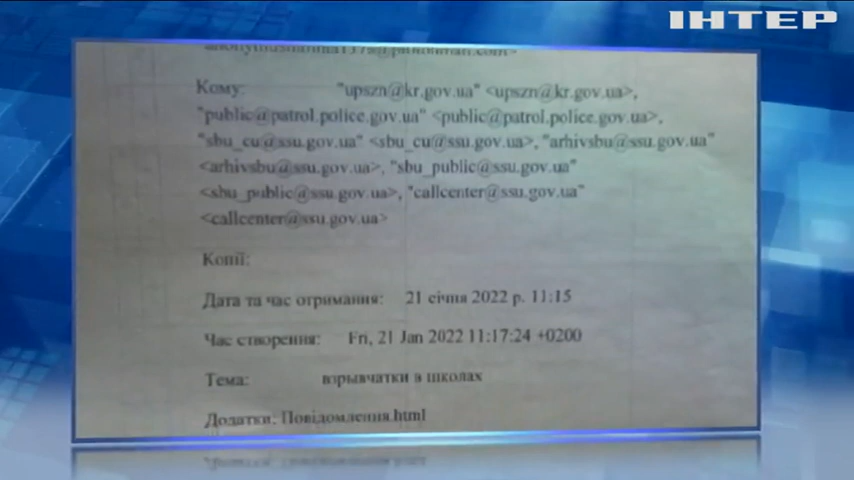 ІНТЕР
Кому: "upszn@kr.gov.ua" <upszn@kr.gov.ua>,
"public@patrol.police.gov.ua" <public@patrol.police.gov.ua>,
"sbu_cu@ssu.gov.ua" <sbu_cu@ssu.gov.ua>, "arhivsbu@ssu.gov.ua"
<arhivsbu@ssu.gov.ua>, "sbu_public@ssu.gov.ua"
<sbu_public@ssu.gov.ua>, "callcenter@ssu.gov.ua"
<callcenter@ssu.gov.ua>
Копії:
Дата та час отримання: 21 січня 2022 р. 11:15
Час створення: Fri, 21 Jan 2022 11:17:24 +0200
Тема: взрывчатки в школах
Додатки: Повідомлення.html